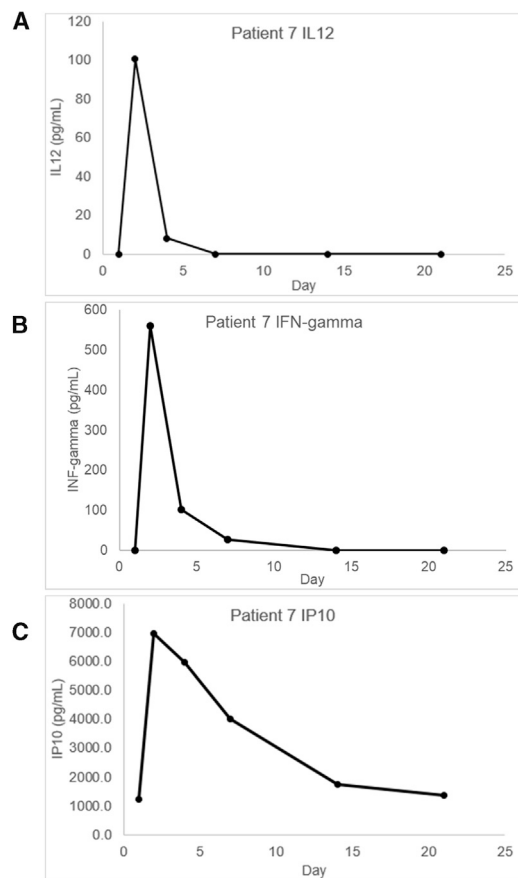 A
Patient 7 IL12
IL12 (pg/mL)
120
100
80
60
40
20
0
0 5 10 15 20 25
Day
B
Patient 7 IFN-gamma
INF-gamma (pg/mL)
600
500
400
300
200
100
0
0 5 10 15 20 25
Day
C
Patient 7 IP10
IP10 (pg/mL)
8000.0
7000.0
6000.0
5000.0
4000.0
3000.0
2000.0
1000.0
0.0
0 5 10 15 20 25
Day